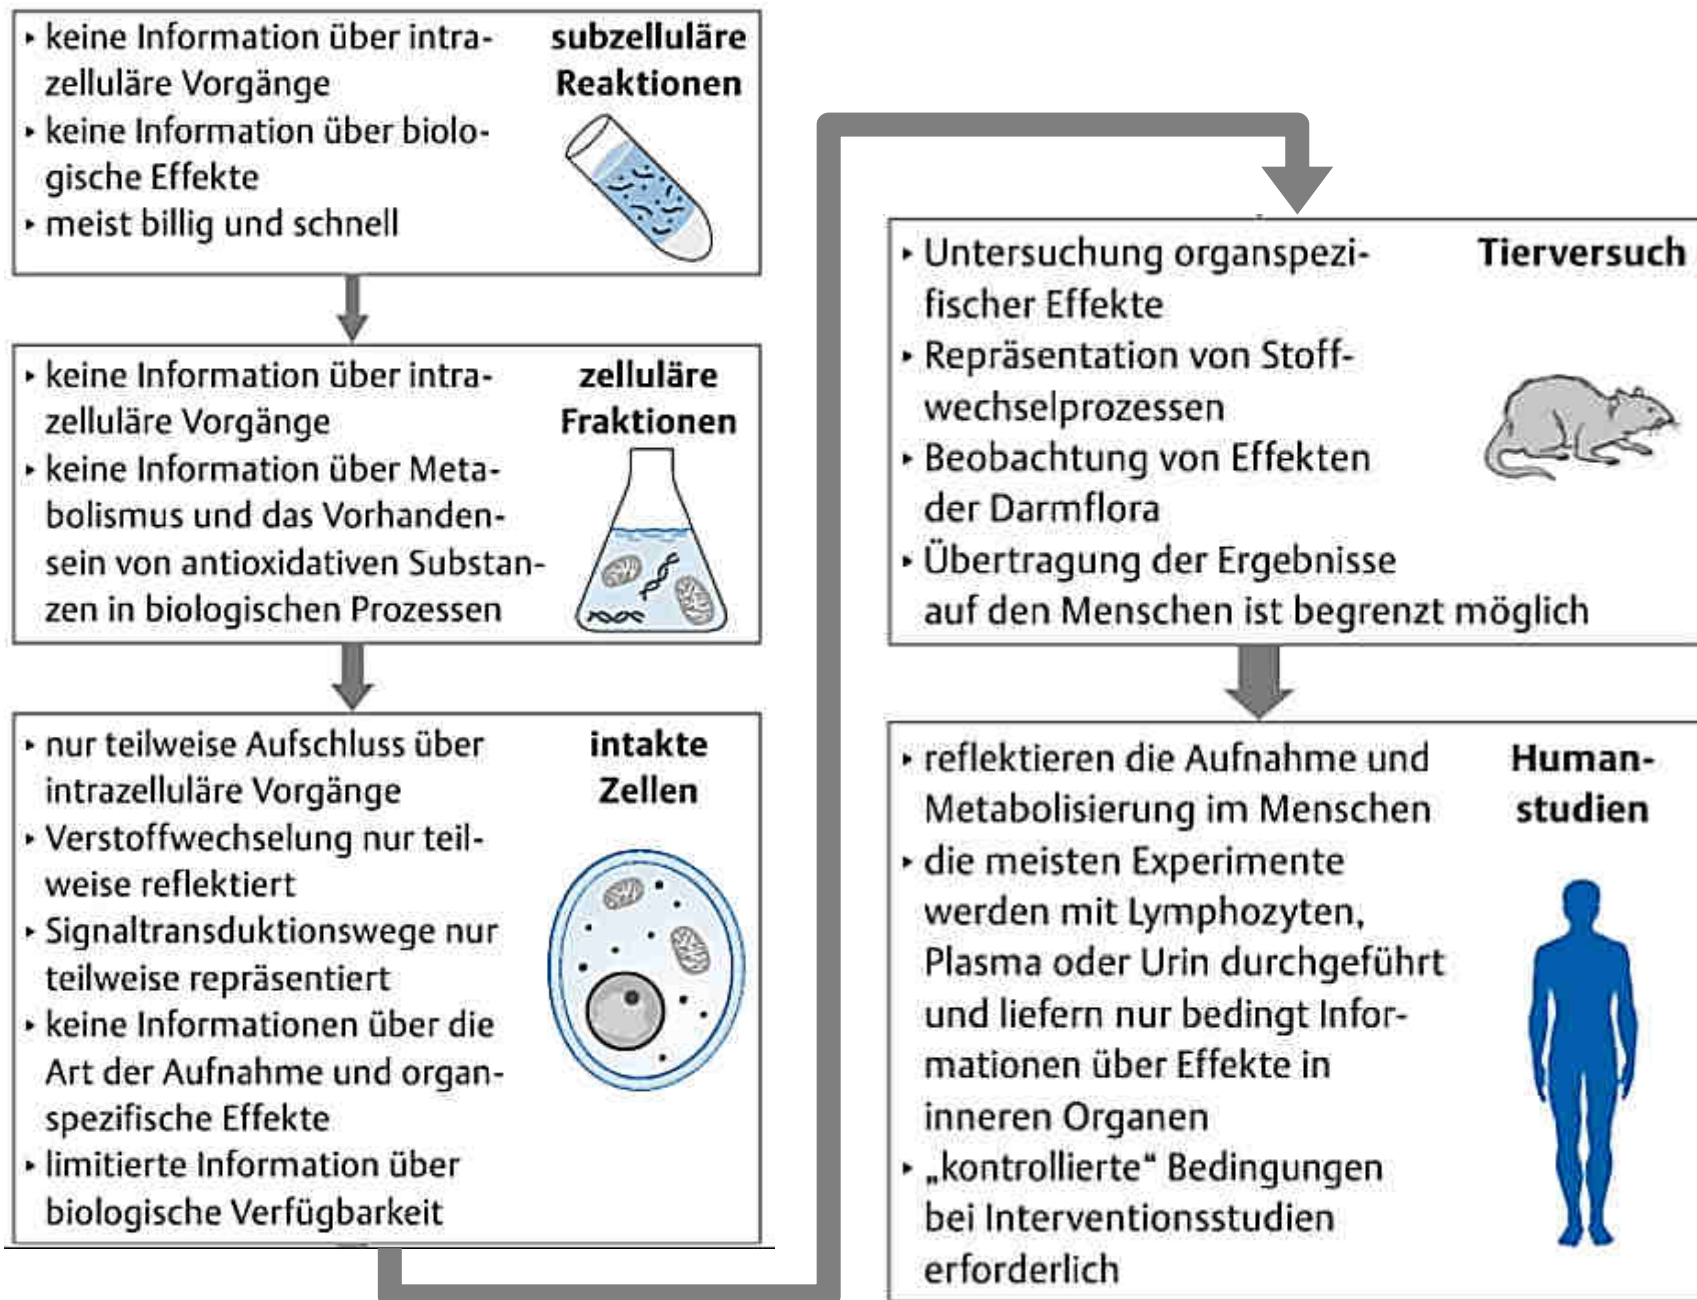 ▸ keine Information über intra-
zelluläre Vorgänge
▸ keine Information über biolo-
gische Effekte
▸ meist billig und schnell
subzelluläre
Reaktionen
▸ keine Information über intra-
zelluläre Vorgänge
▸ keine Information über Meta-
bolismus und das Vorhanden-
sein von antioxidativen Substan-
zen in biologischen Prozessen
zelluläre
Fraktionen
▸ nur teilweise Aufschluss über
intrazelluläre Vorgänge
▸ Verstoffwechselung nur teil-
weise reflektiert
▸ Signaltransduktionswege nur
teilweise repräsentiert
▸ keine Informationen über die
Art der Aufnahme und organ-
spezifische Effekte
▸ limitierte Information über
biologische Verfügbarkeit
intakte
Zellen
▸ Untersuchung organspezi-
fischer Effekte
▸ Repräsentation von Stoff-
wechselprozessen
▸ Beobachtung von Effekten
der Darmflora
▸ Übertragung der Ergebnisse
auf den Menschen ist begrenzt möglich
Tierversuch
▸ reflektieren die Aufnahme und
Metabolisierung im Menschen
▸ die meisten Experimente
werden mit Lymphozyten,
Plasma oder Urin durchgeführt
und liefern nur bedingt Infor-
mationen über Effekte in
inneren Organen
▸ „kontrollierte“ Bedingungen
bei Interventionsstudien
erforderlich
Human-
studien